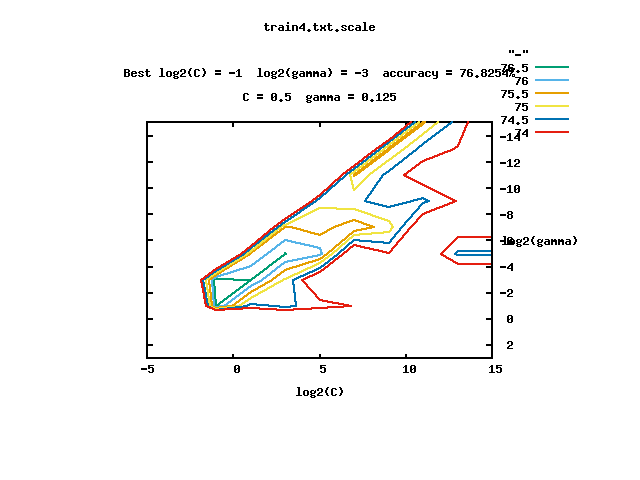 train4.txt.scale
"-"
Best log2(C) = -1  log2(gamma) = -3  accuracy = 76.8254%
76.5
76
C = 0.5  gamma = 0.125
75.5
75
74.5
74
-14
-12
-10
-8
-6
log2(gamma)
-4
-2
0
2
-5 0 5 10 15
log2(C)